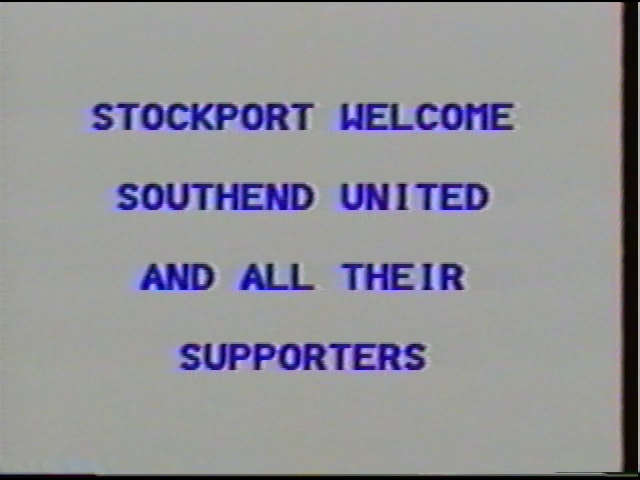 STOCKPORT WELCOME
SOUTHEND UNITED
AND ALL THEIR
SUPPORTERS